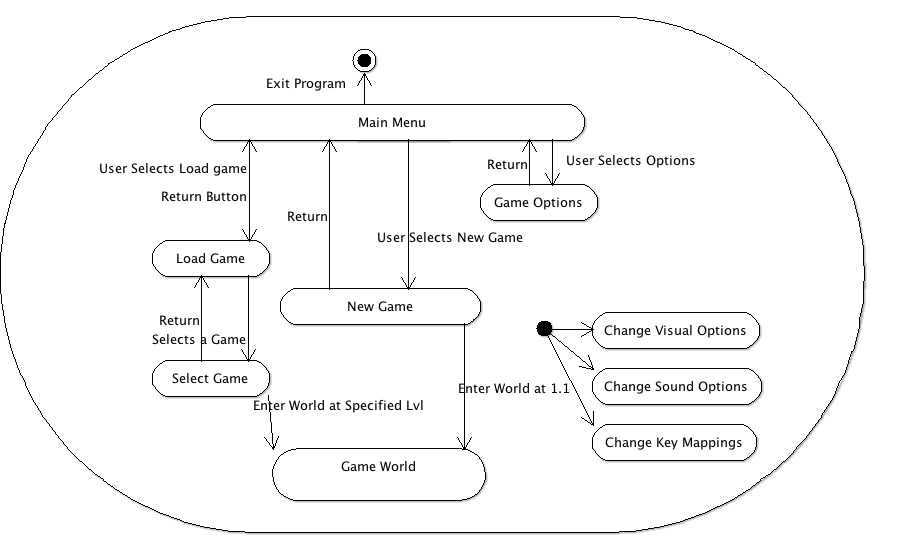 Exit Program
Main Menu
User Selects Load game
Return Button
Return
User Selects New Game
Return
User Selects Options
Game Options
Load Game
Return
Selects a Game
Select Game
New Game
Enter World at Specified Lvl
Enter World at 1.1
Game World
Change Visual Options
Change Sound Options
Change Key Mappings